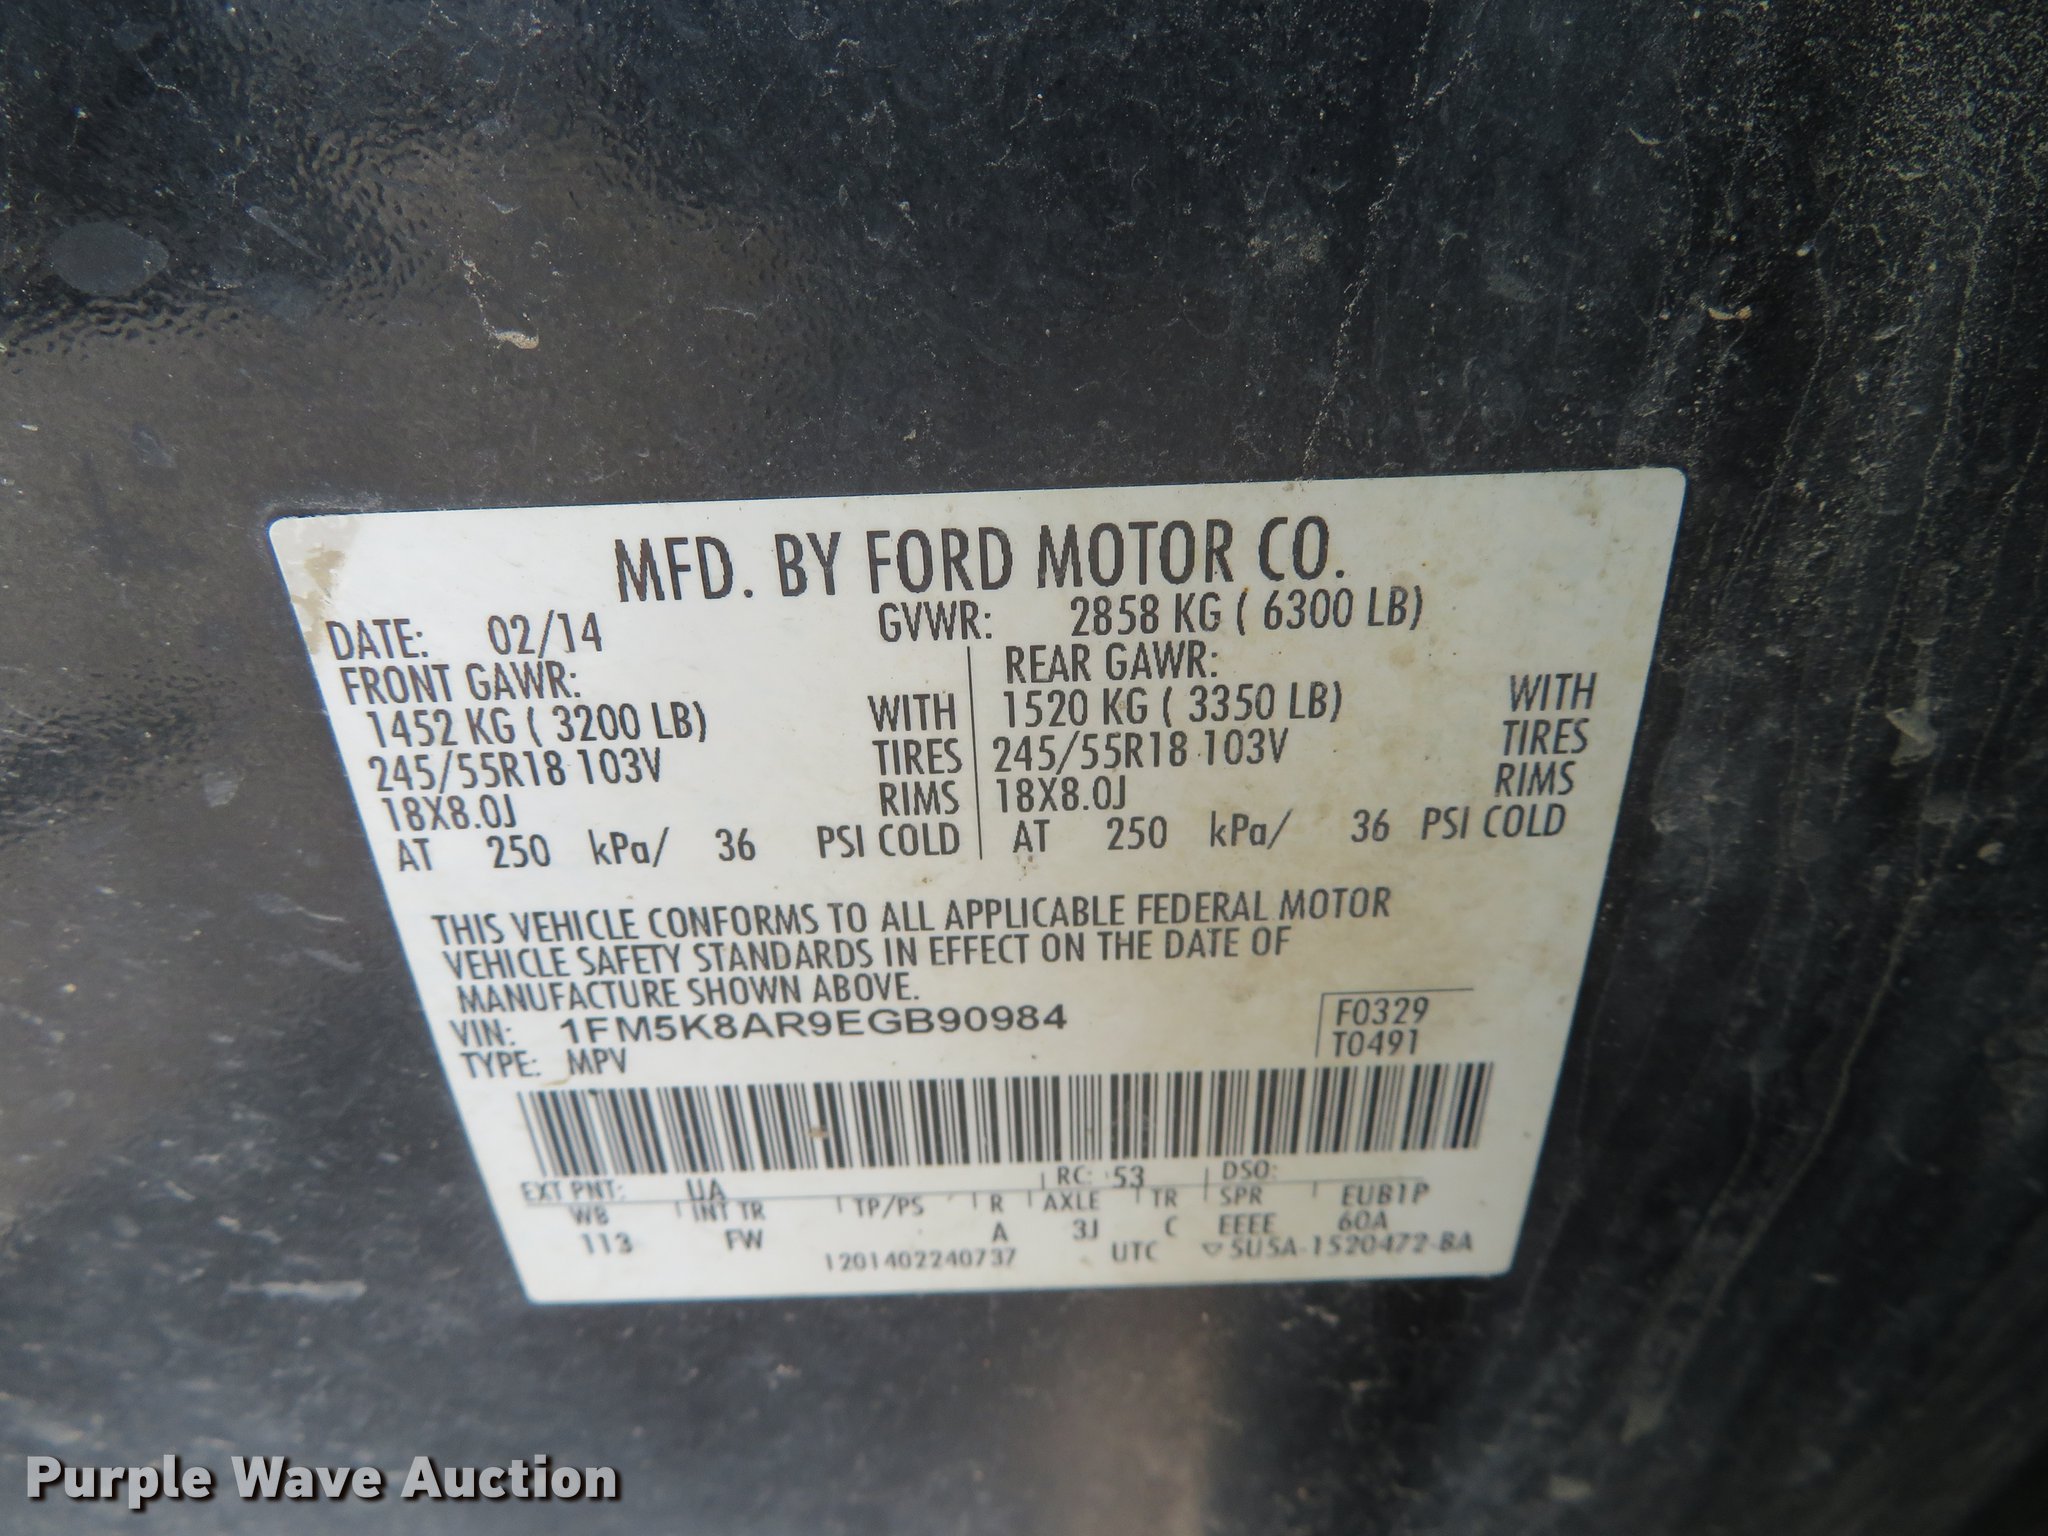 MFD. BY FORD MOTOR CO.
DATE: 02/14 GVWR: 2858 KG ( 6300 LB)
FRONT GAWR: REAR GAWR:
1452 KG ( 3200 LB) WITH 1520 KG ( 3350 LB) WITH
245/55R18 103V TIRES 245/55R18 103V TIRES
18X8.0J RIMS 18X8.0J RIMS
AT 250 kPa/ 36 PSI COLD AT 250 kPa/ 36 PSI COLD
THIS VEHICLE CONFORMS TO ALL APPLICABLE FEDERAL MOTOR
VEHICLE SAFETY STANDARDS IN EFFECT ON THE DATE OF
MANUFACTURE SHOWN ABOVE.
VIN: 1FM5K8AR9EGB90984 F0329
TYPE: MPV T0491
EXT PNT: UA RC: 53 DSO:
WB INT TR TP/PS R AXLE TR SPR EUB1P
113 FW A 3J C EEEE 60A
1201402240737 UTC ▽ 5U5A-1520472-BA
Purple Wave Auction